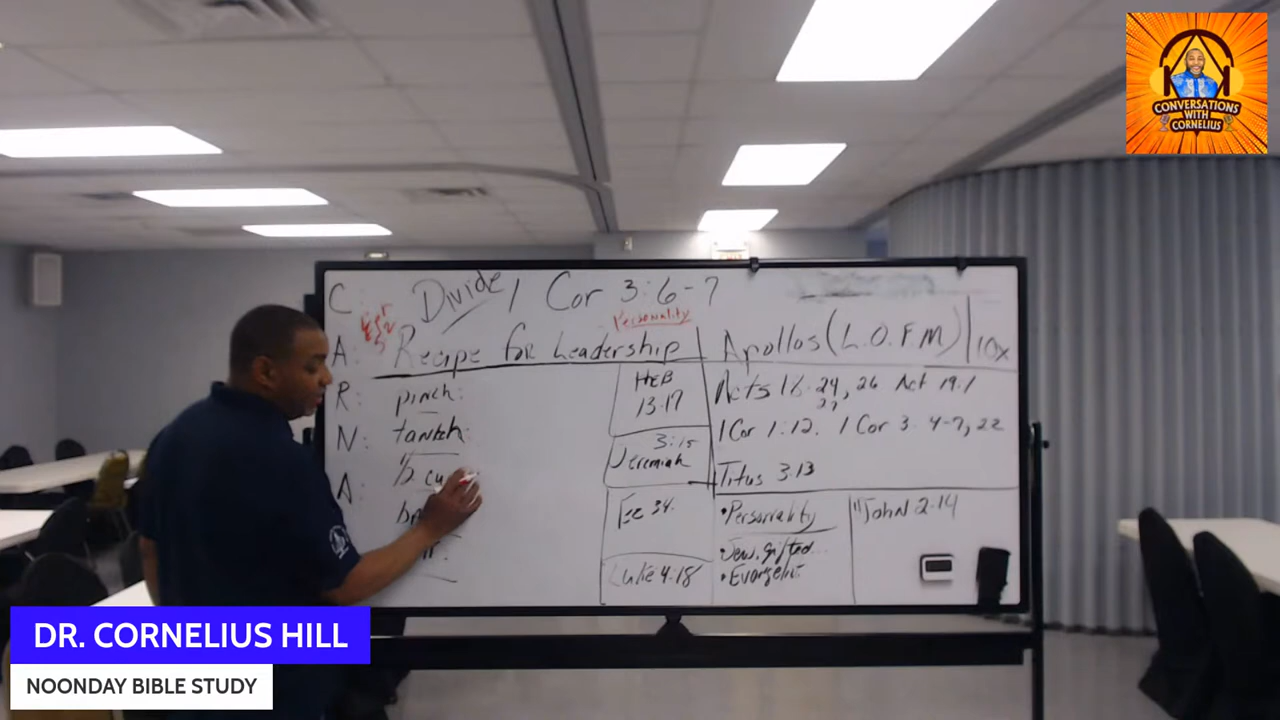 CONVERSATIONS
WITH
CORNELIUS
C: Divide 1 Cor 3:6-7
Personality
A: Recipe for Leadership
Apollos (L.O.F.M) 10x
R: pinch:
N:
A: 1/2 cu
HEB
13:17
3:15
Jeremiah
34.
Luke 4:18
Acts 18:24, 26 Act 19.1
1 Cor 1:12. 1 Cor 3. 4-7, 22
Titus 3.13
•Personality
•Jew. gifted..
•Evangelist
John 2.14
DR. CORNELIUS HILL
NOONDAY BIBLE STUDY